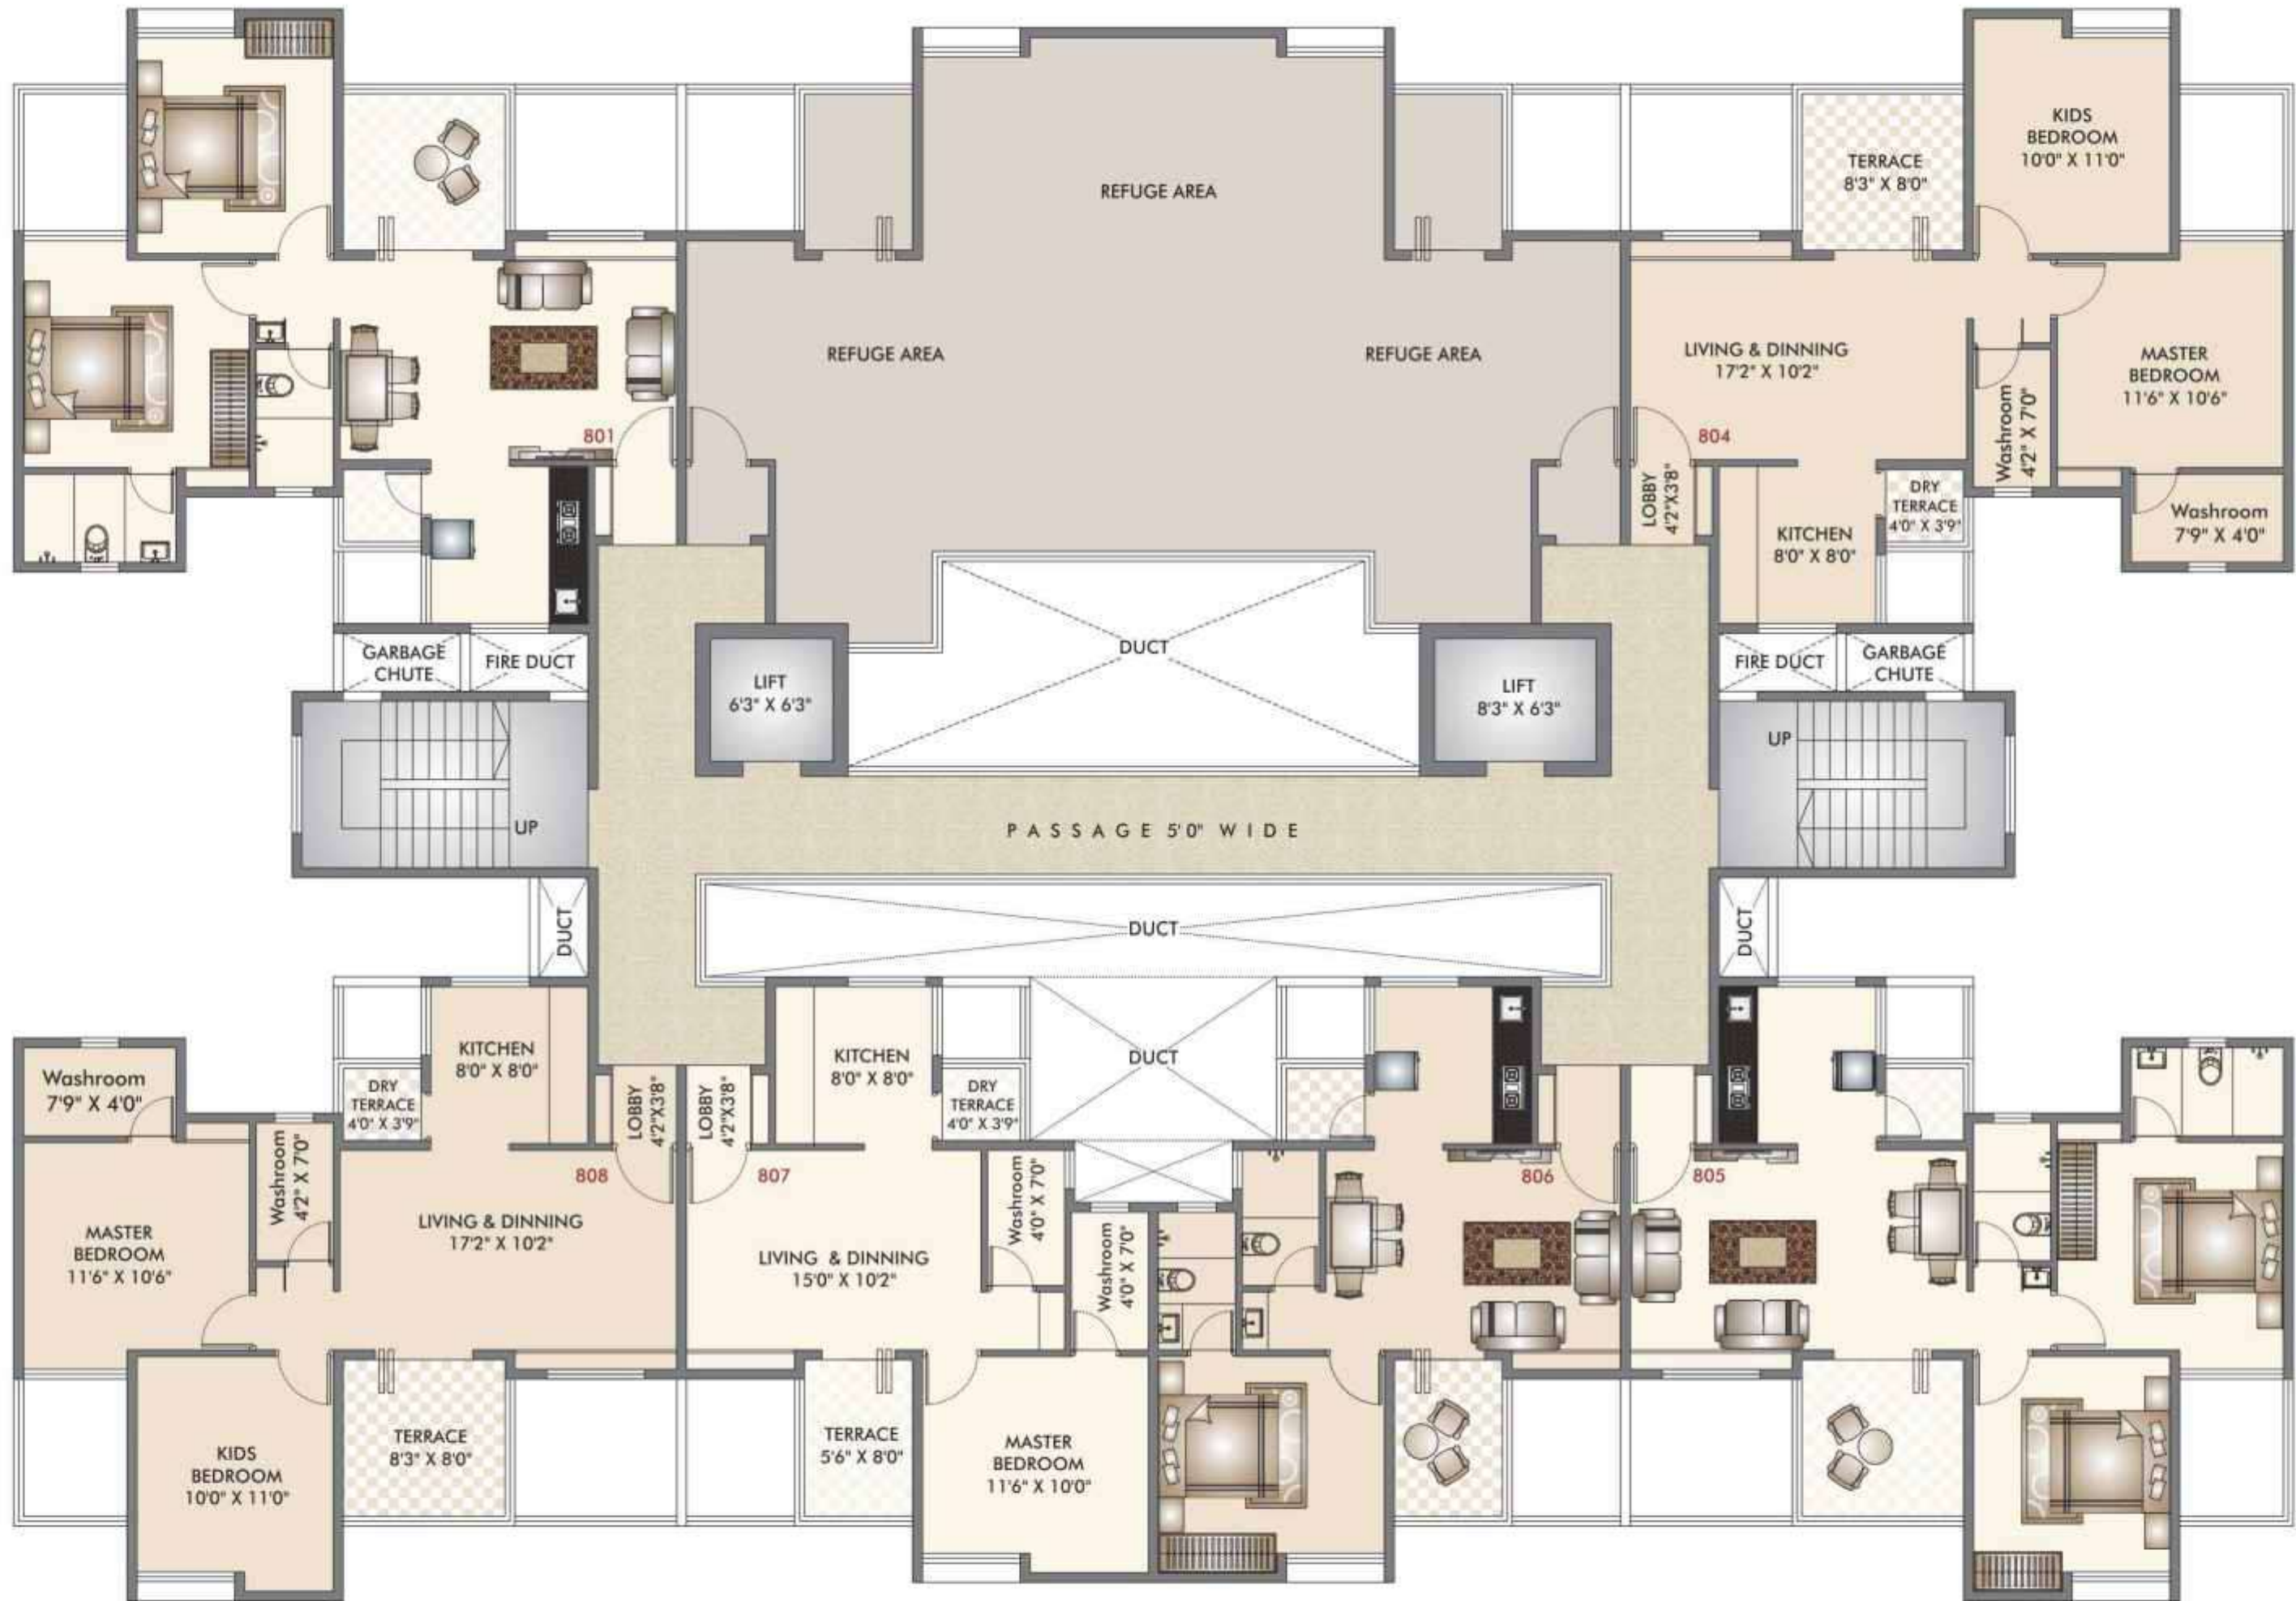 REFUGE AREA
KIDS
BEDROOM
10'0" X 11'0"
TERRACE
8'3" X 8'0"
REFUGE AREA
REFUGE AREA
LIVING & DINNING
17'2" X 10'2"
MASTER
BEDROOM
11'6" X 10'6"
801
804
Washroom
4'2" X 7'0"
LOBBY
4'2"X3'8"
DRY
TERRACE
4'0" X 3'9"
KITCHEN
8'0" X 8'0"
Washroom
7'9" X 4'0"
GARBAGE
CHUTE
FIRE DUCT
LIFT
6'3" X 6'3"
DUCT
LIFT
8'3" X 6'3"
FIRE DUCT
GARBAGE
CHUTE
UP
UP
PASSAGE 5'0" WIDE
DUCT
DUCT
DUCT
Washroom
7'9" X 4'0"
DRY
TERRACE
4'0" X 3'9"
KITCHEN
8'0" X 8'0"
LOBBY
4'2"X3'8"
LOBBY
4'2"X3'8"
KITCHEN
8'0" X 8'0"
DRY
TERRACE
4'0" X 3'9"
DUCT
Washroom
4'2" X 7'0"
808
807
806
805
MASTER
BEDROOM
11'6" X 10'6"
LIVING & DINNING
17'2" X 10'2"
LIVING & DINNING
15'0" X 10'2"
Washroom
4'0" X 7'0"
Washroom
4'0" X 7'0"
KIDS
BEDROOM
10'0" X 11'0"
TERRACE
8'3" X 8'0"
TERRACE
5'6" X 8'0"
MASTER
BEDROOM
11'6" X 10'0"